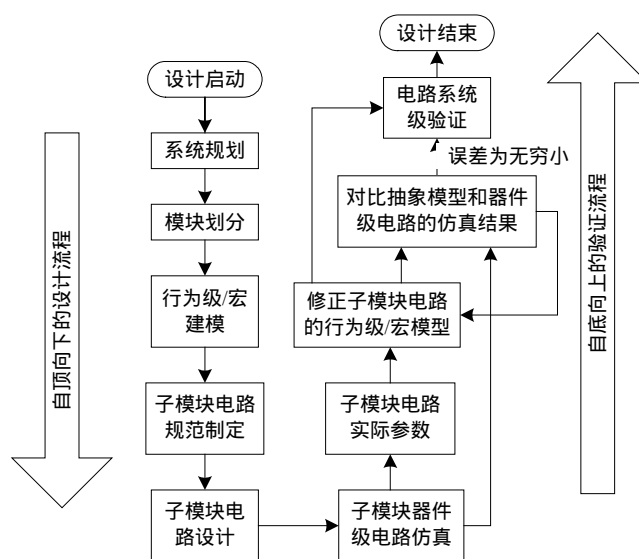 设计启动
系统规划
模块划分
行为级/宏
建模
子模块电路
规范制定
子模块电
路设计
自顶向下的设计流程
设计结束
电路系统
级验证
误差为无穷小
对比抽象模型和器件
级电路的仿真结果
修正子模块电路
的行为级/宏模型
子模块电路
实际参数
子模块器件
级电路仿真
自底向上的验证流程